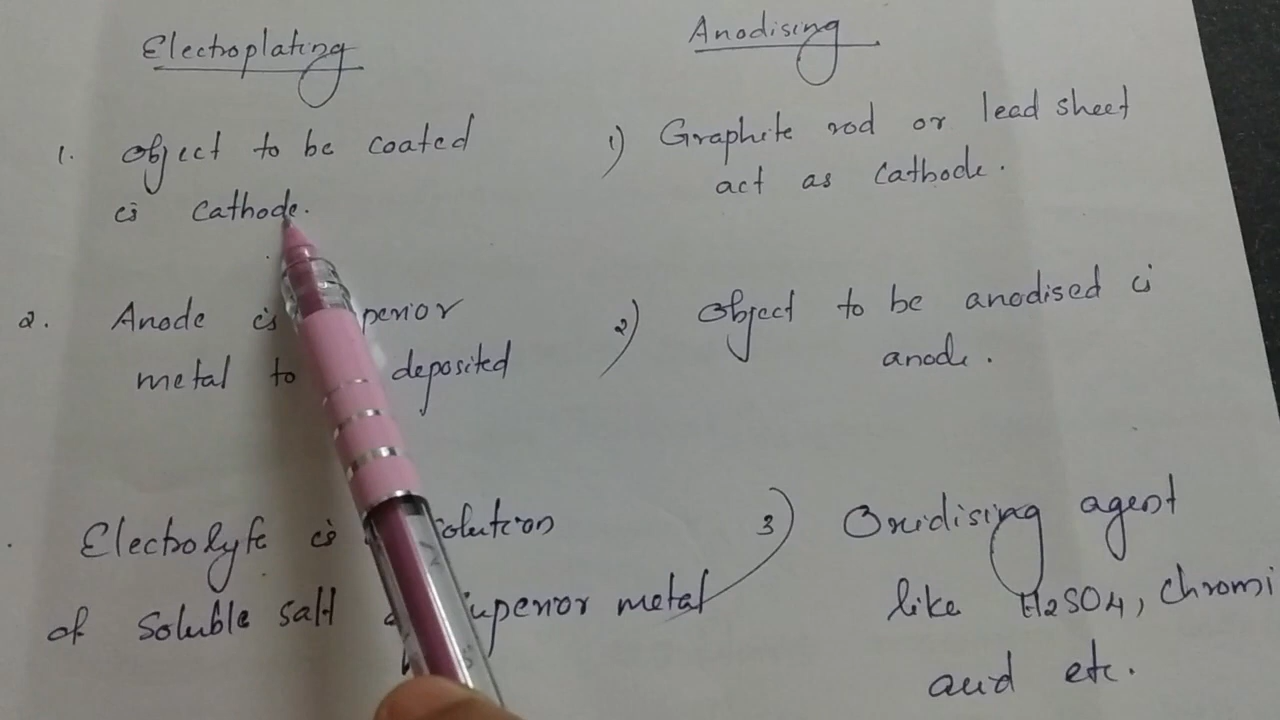 Electroplating
1. Object to be coated
is cathode.
2. Anode is perior
metal to deposited
Electrolyte is solution
of soluble salt superior metal
Anodising
1) Graphite rod or lead sheet
act as cathode.
2) Object to be anodised is
anode.
3) Oxidising agent
like H2SO4, Chromi
acid etc.